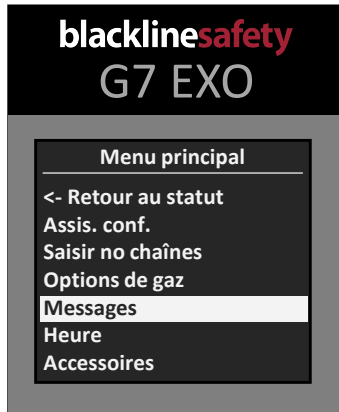 blacklinesafety
G7 EXO
Menu principal
<- Retour au statut
Assis. conf.
Saisir no chaînes
Options de gaz
Messages
Heure
Accessoires